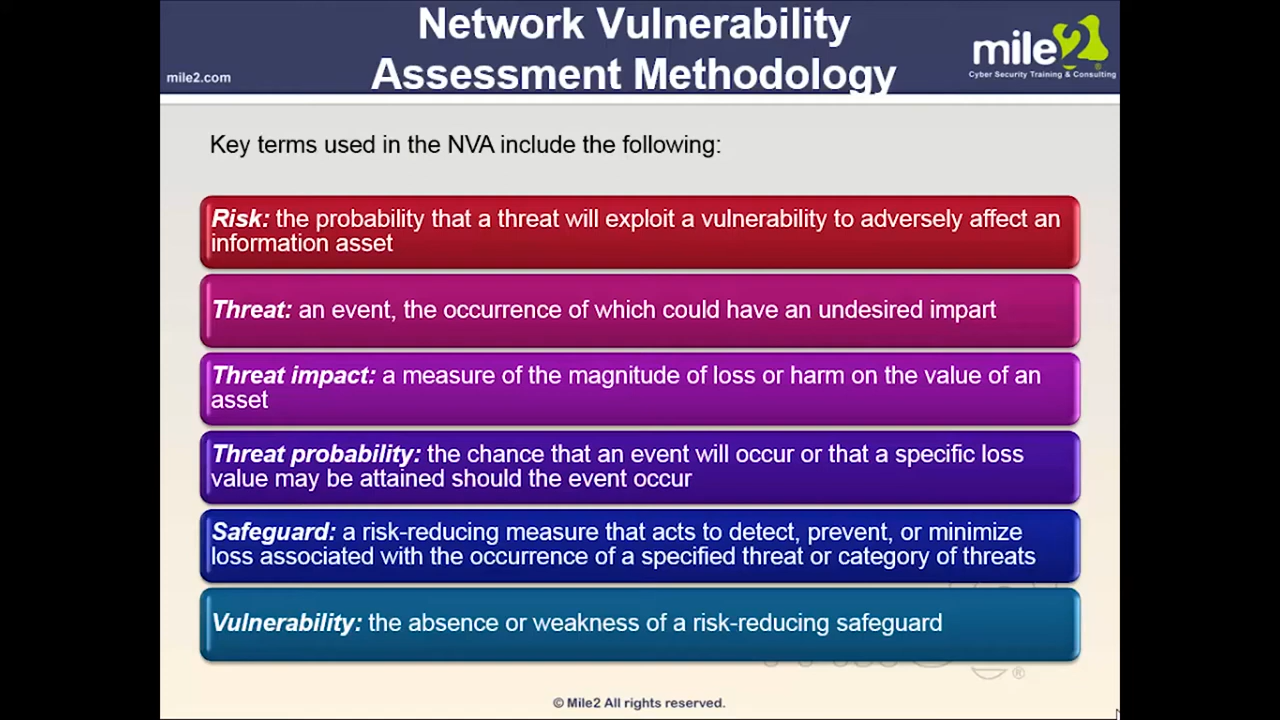 Network Vulnerability
Assessment Methodology
mile2.com
mile2
Cyber Security Training & Consulting
Key terms used in the NVA include the following:
Risk: the probability that a threat will exploit a vulnerability to adversely affect an
information asset
Threat: an event, the occurrence of which could have an undesired impart
Threat impact: a measure of the magnitude of loss or harm on the value of an
asset
Threat probability: the chance that an event will occur or that a specific loss
value may be attained should the event occur
Safeguard: a risk-reducing measure that acts to detect, prevent, or minimize
loss associated with the occurrence of a specified threat or category of threats
Vulnerability: the absence or weakness of a risk-reducing safeguard
®
© Mile2 All rights reserved.